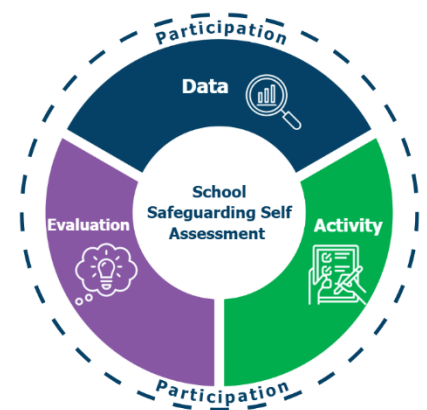 Participation
Data
School
Safeguarding Self
Assessment
Evaluation
Activity
Participation